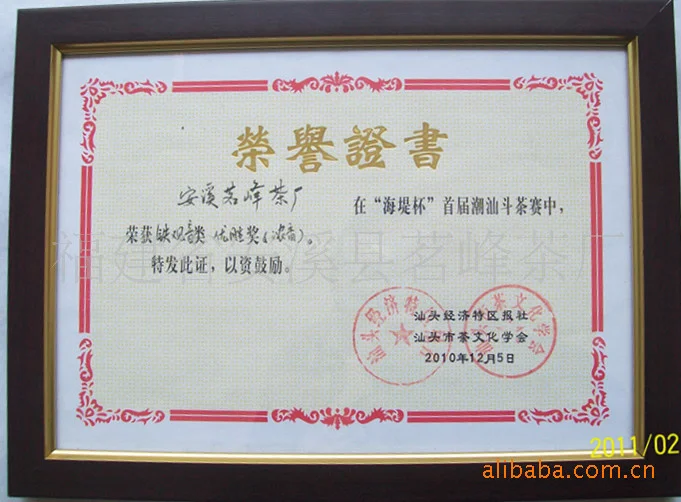 榮譽證書
安溪茗峰茶厂 在“海堤杯”首届潮汕斗茶赛中,
荣获铁观音类 优胜奖(浓香)。
特发此证,以资鼓励。
福建省安溪县茗峰茶厂
汕头经济特区报社
汕头市茶文化学会
2010年12月5日
2011/02
alibaba.com.cn